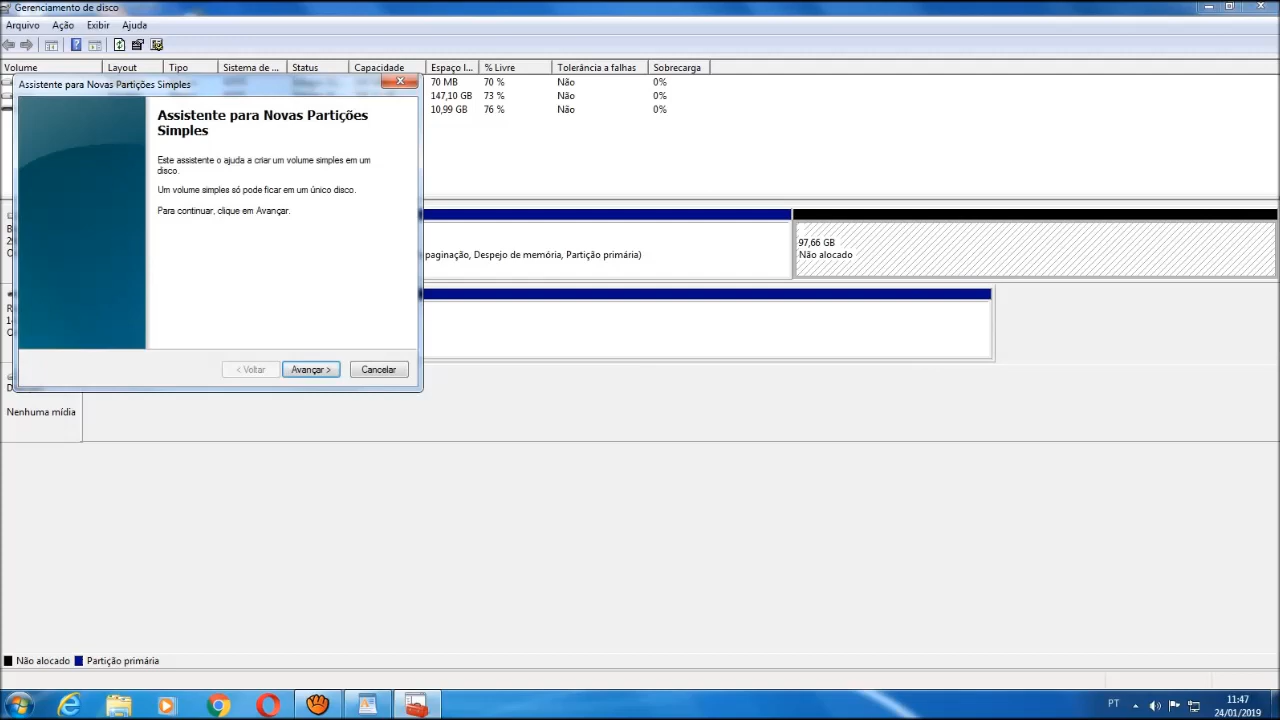 Gerenciamento de disco
Arquivo Ação Exibir Ajuda
Volume Layout Tipo Sistema de ... Status Capacidade Espaço l... % Livre Tolerância a falhas Sobrecarga
70 MB 70 % Não 0%
147,10 GB 73 % Não 0%
10,99 GB 76 % Não 0%
Assistente para Novas Partições Simples
Assistente para Novas Partições
Simples
Este assistente o ajuda a criar um volume simples em um
disco.
Um volume simples só pode ficar em um único disco.
Para continuar, clique em Avançar.
< Voltar Avançar > Cancelar
paginação, Despejo de memória, Partição primária)
97,66 GB
Não alocado
Nenhuma mídia
Não alocado Partição primária
PT
11:47
24/01/2019